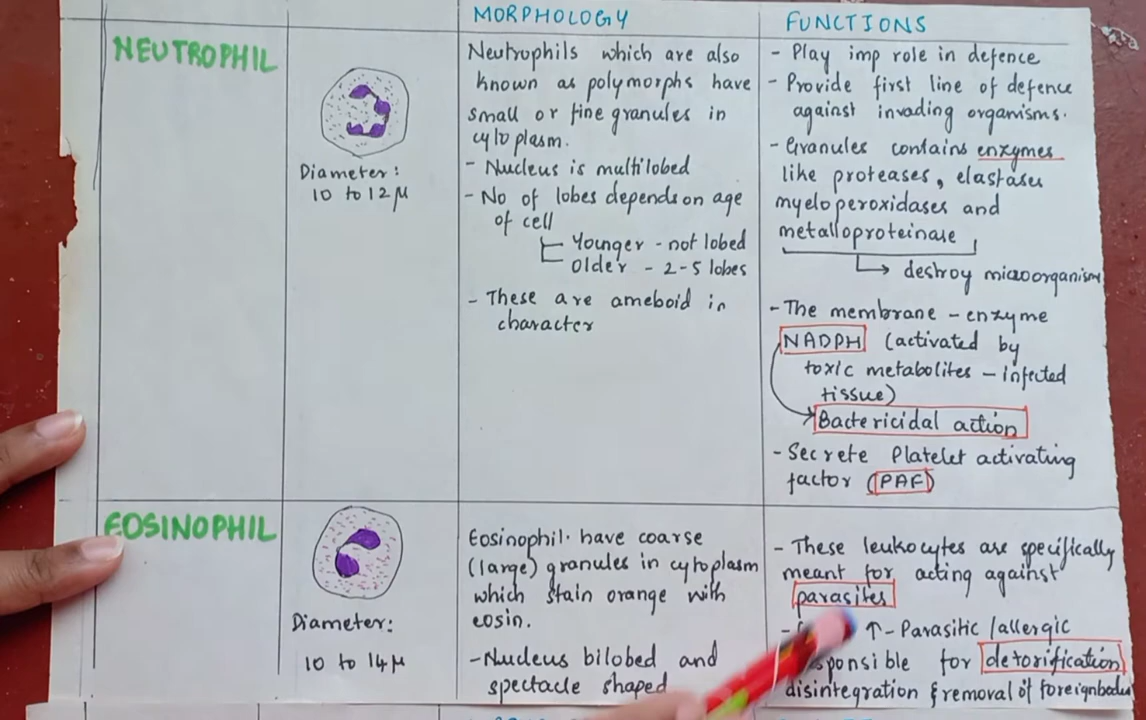 MORPHOLOGY
FUNCTIONS
NEUTROPHIL
Diameter:
10 to 12 μ
Neutrophils which are also
known as polymorphs have
small or fine granules in
cytoplasm.
- Nucleus is multilobed
- No of lobes depends on age
of cell
Younger - not lobed
Older - 2-5 lobes
- These are ameboid in
character
- Play imp role in defence
- Provide first line of defence
against invading organisms.
- Granules contains enzymes
like proteases, elastases
myeloperoxidases and
metalloproteinase
→ destroy microorganism
- The membrane - enzyme
NADPH (activated by
toxic metabolites - infected
tissue)
Bactericidal action
- Secrete Platelet activating
factor (PAF)
EOSINOPHIL
Diameter:
10 to 14 μ
Eosinophil. have coarse
(large) granules in cytoplasm
which stain orange with
eosin.
- Nucleus bilobed and
spectacle shaped
- These leukocytes are specifically
meant for acting against
parasites
↑ - Parasitic /allergic
sponsible for detoxification
disintegration & removal of foreignbodu